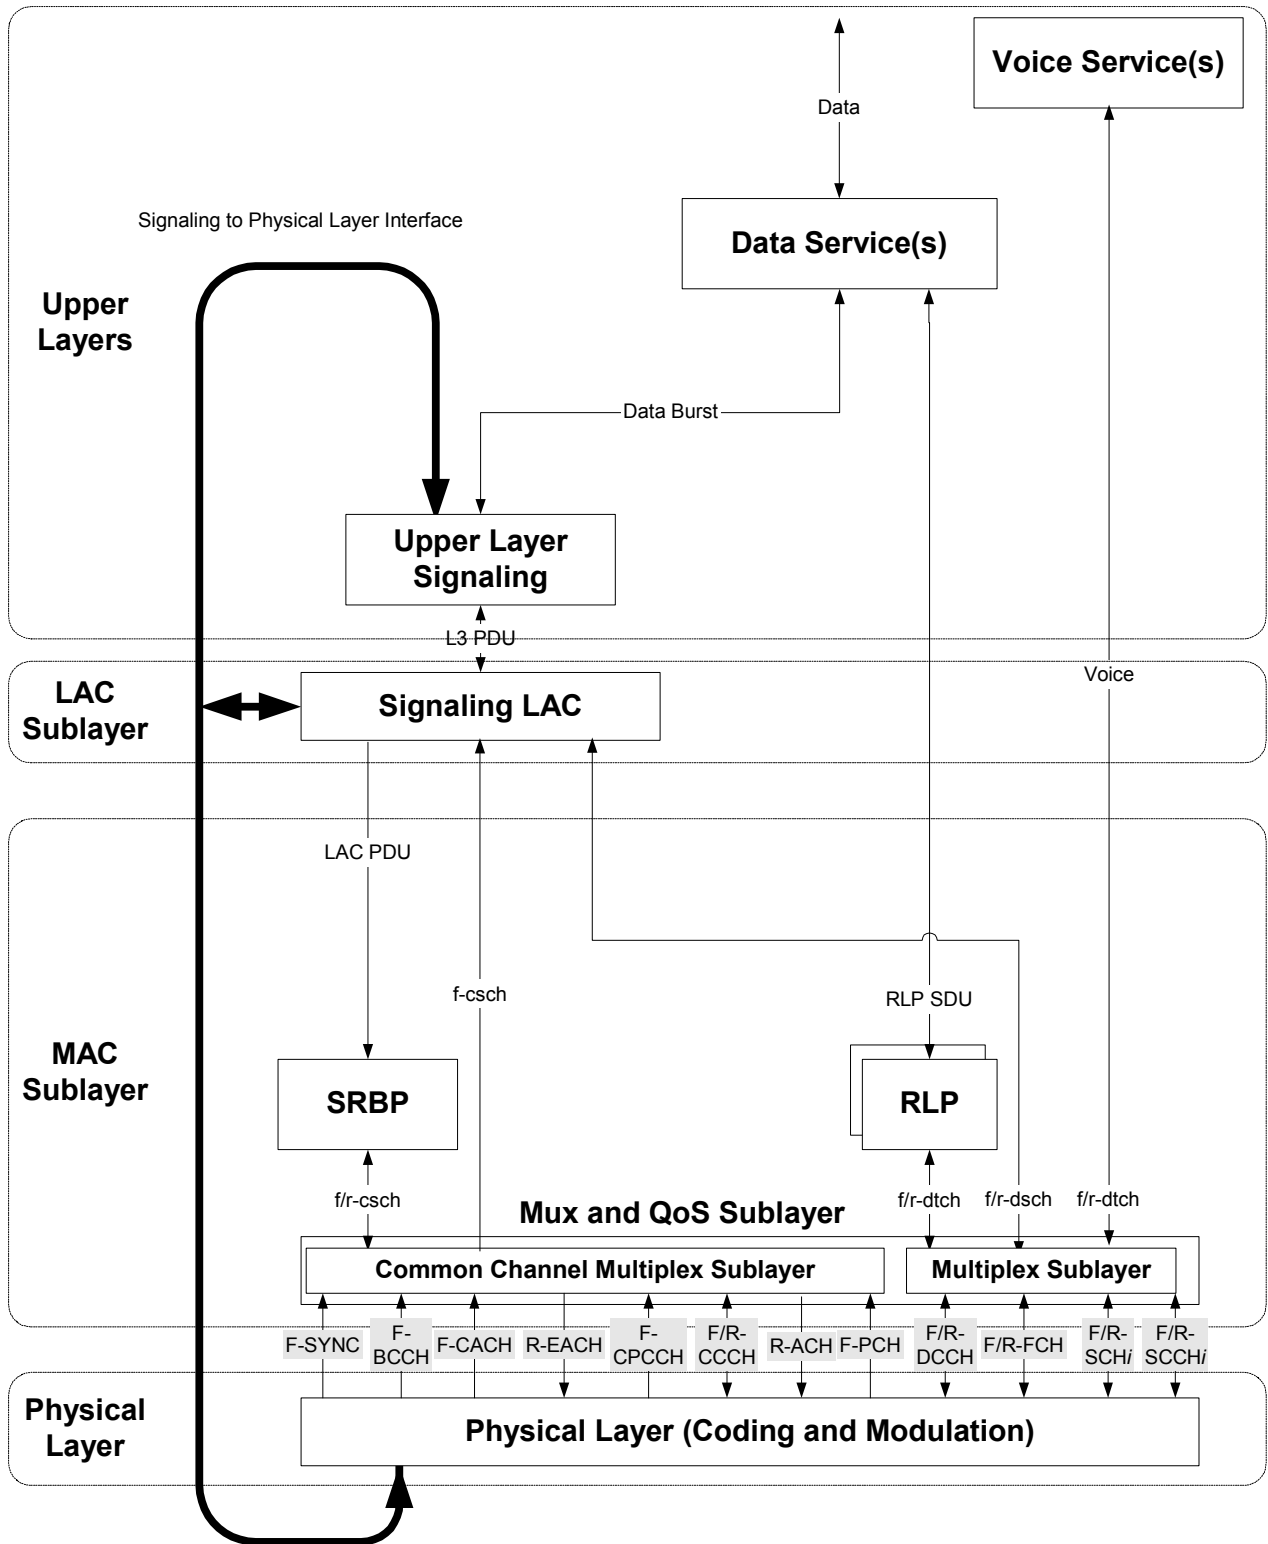 Voice Service(s)
Data
Signaling to Physical Layer Interface
Data Service(s)
Upper
Layers
Data Burst
Upper Layer
Signaling
L3 PDU
LAC
Sublayer
Signaling LAC
Voice
LAC PDU
f-csch
RLP SDU
MAC
Sublayer
SRBP
RLP
f/r-csch
f/r-dtch
f/r-dsch
f/r-dtch
Mux and QoS Sublayer
Common Channel Multiplex Sublayer
Multiplex Sublayer
F-SYNC
F-
BCCH
F-CACH
R-EACH
F-
CPCCH
F/R-
CCCH
R-ACH
F-PCH
F/R-
DCCH
F/R-FCH
F/R-
SCHi
F/R-
SCCHi
Physical
Layer
Physical Layer (Coding and Modulation)